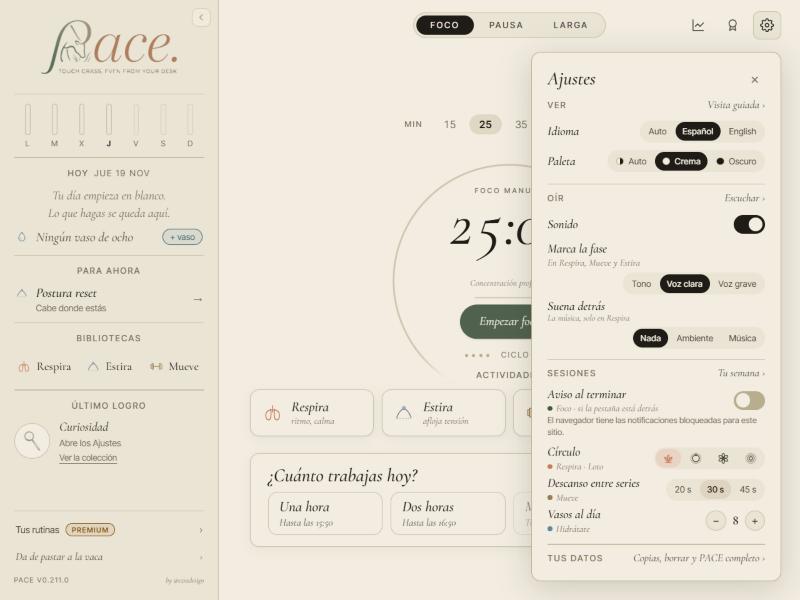 Pace.
TOUCH GRASS, EVEN FROM YOUR DESK
L M X J V S D
HOY JUE 19 NOV
Tu día empieza en blanco.
Lo que hagas se queda aquí.
Ningún vaso de ocho
+ vaso
PARA AHORA
Postura reset
Cabe donde estás
→
BIBLIOTECAS
Respira
Estira
Mueve
ÚLTIMO LOGRO
Curiosidad
Abre los Ajustes
Ver la colección
Tus rutinas PREMIUM ›
Da de pastar a la vaca ›
PACE V0.211.0
by @acosdesign
FOCO PAUSA LARGA
MIN 15 25 35
FOCO MANU
25:0
Concentración prof
Empezar fo
CICLO
ACTIVIDAD
Respira
ritmo, calma
Estira
afloja tensión
¿Cuánto trabajas hoy?
Una hora
Hasta las 15:50
Dos horas
Hasta las 16:50
Ajustes
×
VER
Visita guiada ›
Idioma
Auto Español English
Paleta
Auto Crema Oscuro
OÍR
Escuchar ›
Sonido
Marca la fase
En Respira, Mueve y Estira
Tono Voz clara Voz grave
Suena detrás
La música, solo en Respira
Nada Ambiente Música
SESIONES
Tu semana ›
Aviso al terminar
Foco · si la pestaña está detrás
El navegador tiene las notificaciones bloqueadas para este
sitio.
Círculo
Respira · Loto
Descanso entre series
Mueve
20 s 30 s 45 s
Vasos al día
Hidrátate
− 8 +
TUS DATOS
Copias, borrar y PACE completo ›